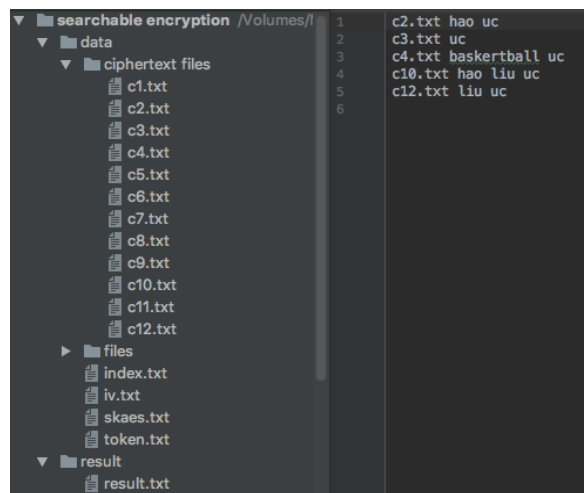 searchable encryption /Volumes/
data
ciphertext files
c1.txt
c2.txt
c3.txt
c4.txt
c5.txt
c6.txt
c7.txt
c8.txt
c9.txt
c10.txt
c11.txt
c12.txt
files
index.txt
iv.txt
skaes.txt
token.txt
result
result.txt
1 c2.txt hao uc
2 c3.txt uc
3 c4.txt baskertball uc
4 c10.txt hao liu uc
5 c12.txt liu uc
6